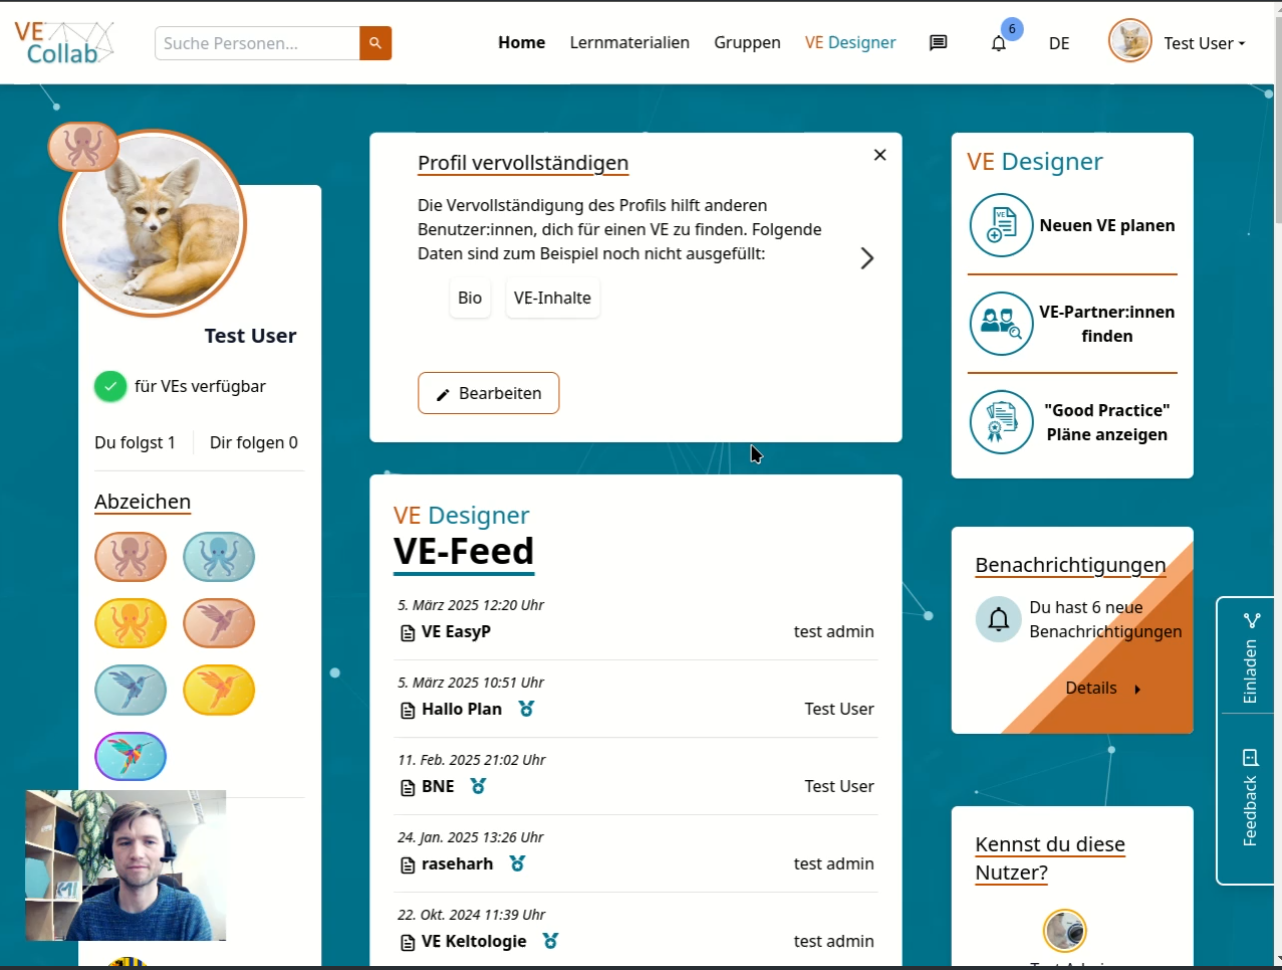 VE
Collab
Suche Personen...
Home
Lernmaterialien
Gruppen
VE Designer
6
DE
Test User
Test User
für VEs verfügbar
Du folgst 1
Dir folgen 0
Abzeichen
Profil vervollständigen
Die Vervollständigung des Profils hilft anderen
Benutzer:innen, dich für einen VE zu finden. Folgende
Daten sind zum Beispiel noch nicht ausgefüllt:
Bio
VE-Inhalte
Bearbeiten
VE Designer
VE-Feed
5. März 2025 12:20 Uhr
VE EasyP
test admin
5. März 2025 10:51 Uhr
Hallo Plan
Test User
11. Feb. 2025 21:02 Uhr
BNE
Test User
24. Jan. 2025 13:26 Uhr
raseharh
test admin
22. Okt. 2024 11:39 Uhr
VE Keltologie
test admin
VE Designer
VE
Neuen VE planen
VE-Partner:innen
finden
"Good Practice"
Pläne anzeigen
Benachrichtigungen
Du hast 6 neue
Benachrichtigungen
Details
Einladen
Feedback
Kennst du diese
Nutzer?